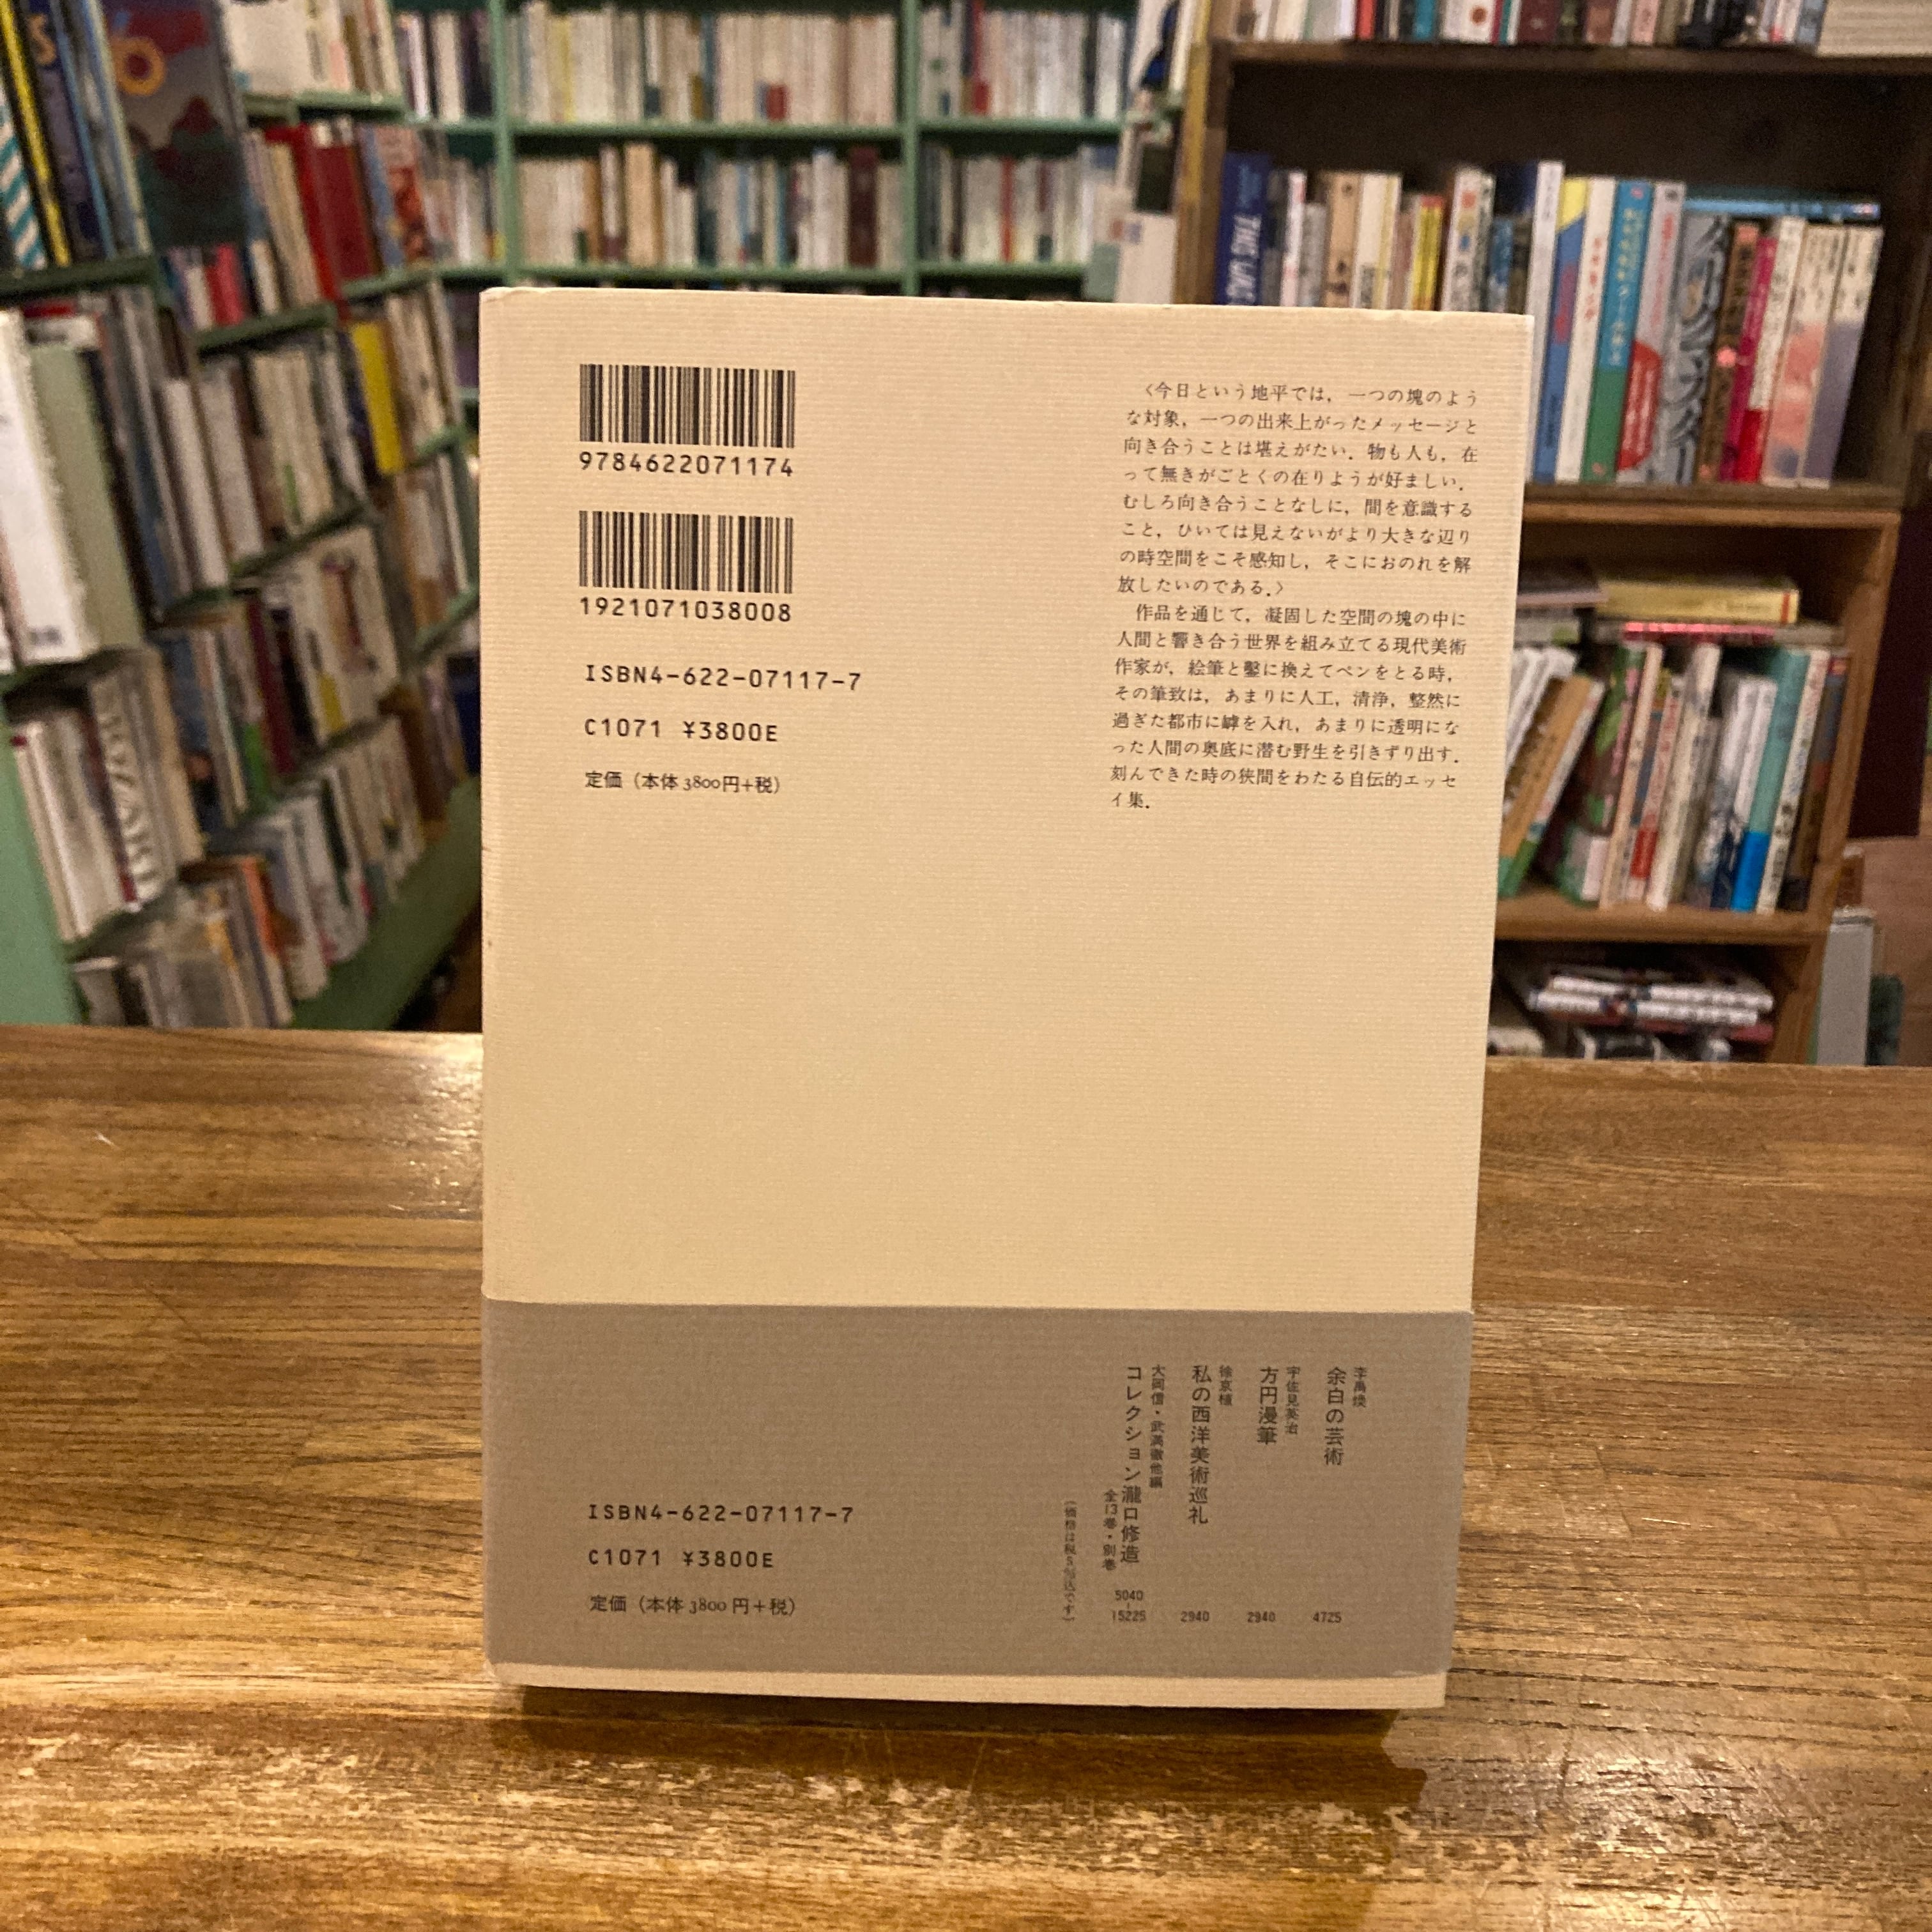 9784622071174
1921071038008
ISBN4-622-07117-7
C1071 ¥3800E
定価（本体3800円+税）
〈今日という地平では，一つの塊のよう
な対象，一つの出来上がったメッセージと
向き合うことは堪えがたい．物も人も，在
って無きがごとくの在りようが好ましい．
むしろ向き合うことなしに，間を意識する
こと，ひいては見えないがより大きな辺り
の時空間をこそ感知し，そこにおのれを解
放したいのである．〉
作品を通じて，凝固した空間の塊の中に
人間と響き合う世界を組み立てる現代美術
作家が，絵筆と鑿に換えてペンをとる時，
その筆致は，あまりに人工，清浄，整然に
過ぎた都市に罅を入れ，あまりに透明にな
った人間の奥底に潜む野生を引きずり出す．
刻んできた時の狭間をわたる自伝的エッセ
イ集．
李禹煥
余白の芸術
4725
宇佐見英治
方円漫筆
2940
徐京植
私の西洋美術巡礼
2940
大岡信・武満徹他編
コレクション瀧口修造
全13巻・別巻
5040-15225
（価格は税5%込です）
ISBN4-622-07117-7
C1071 ¥3800E
定価（本体3800円+税）